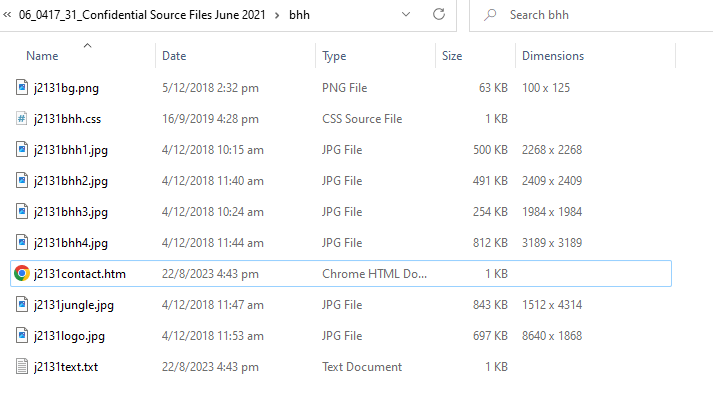 « 06_0417_31_Confidential Source Files June 2021 > bhh Search bhh
Name Date Type Size Dimensions
j2131bg.png 5/12/2018 2:32 pm PNG File 63 KB 100 x 125
j2131bhh.css 16/9/2019 4:28 pm CSS Source File 1 KB
j2131bhh1.jpg 4/12/2018 10:15 am JPG File 500 KB 2268 x 2268
j2131bhh2.jpg 4/12/2018 11:40 am JPG File 491 KB 2409 x 2409
j2131bhh3.jpg 4/12/2018 10:24 am JPG File 254 KB 1984 x 1984
j2131bhh4.jpg 4/12/2018 11:44 am JPG File 812 KB 3189 x 3189
j2131contact.htm 22/8/2023 4:43 pm Chrome HTML Do... 1 KB
j2131jungle.jpg 4/12/2018 11:47 am JPG File 843 KB 1512 x 4314
j2131logo.jpg 4/12/2018 11:53 am JPG File 697 KB 8640 x 1868
j2131text.txt 22/8/2023 4:43 pm Text Document 1 KB